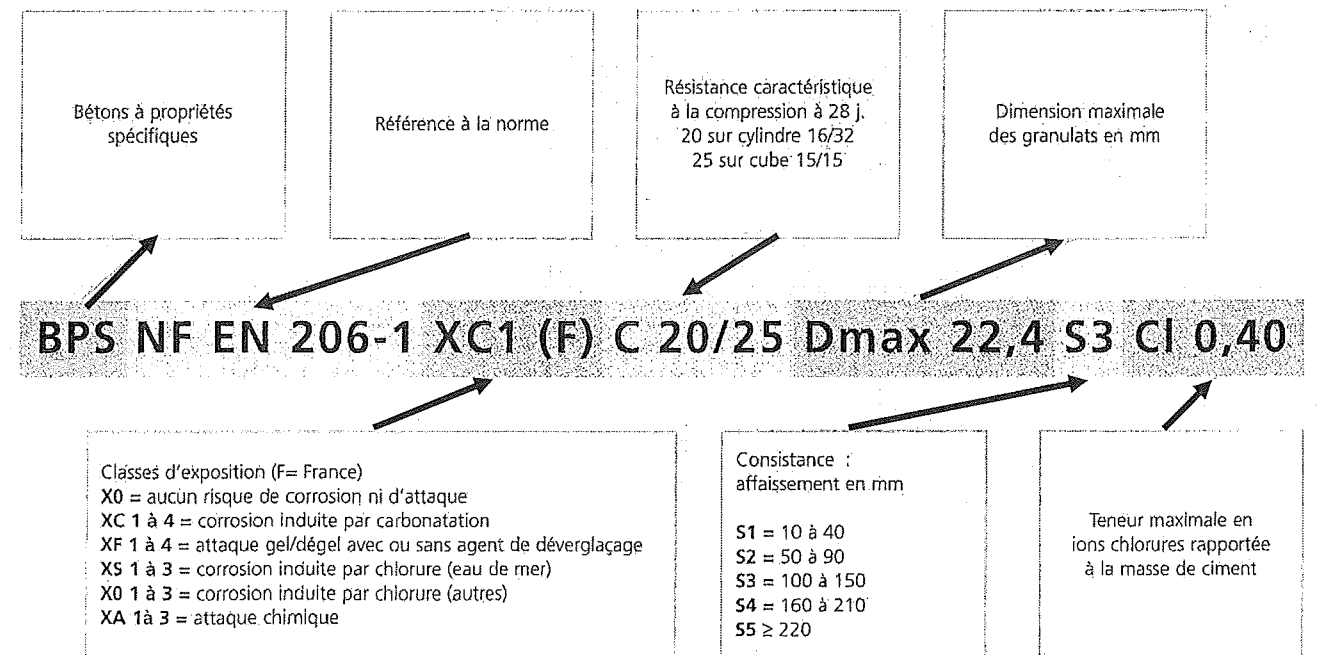 Bétons à propriétés
spécifiques
Référence à la norme
Résistance caractéristique
à la compression à 28 j.
20 sur cylindre 16/32
25 sur cube 15/15
Dimension maximale
des granulats en mm
BPS NF EN 206-1 XC1 (F) C 20/25 Dmax 22,4 S3 Cl 0,40
Classes d'exposition (F= France)
X0 = aucun risque de corrosion ni d'attaque
XC 1 à 4 = corrosion induite par carbonatation
XF 1 à 4 = attaque gel/dégel avec ou sans agent de déverglaçage
XS 1 à 3 = corrosion induite par chlorure (eau de mer)
X0 1 à 3 = corrosion induite par chlorure (autres)
XA 1à 3 = attaque chimique
Consistance :
affaissement en mm
S1 = 10 à 40
S2 = 50 à 90
S3 = 100 à 150
S4 = 160 à 210
S5 ≥ 220
Teneur maximale en
ions chlorures rapportée
à la masse de ciment